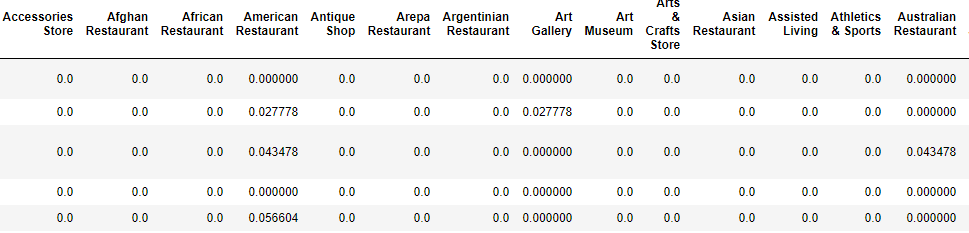 Arts
Accessories Afghan African American Antique Arepa Argentinian Art Art & Asian Assisted Athletics Australian
Store Restaurant Restaurant Restaurant Shop Restaurant Restaurant Gallery Museum Crafts Restaurant Living & Sports Restaurant
Store
0.0 0.0 0.0 0.000000 0.0 0.0 0.0 0.000000 0.0 0.0 0.0 0.0 0.0 0.000000
0.0 0.0 0.0 0.027778 0.0 0.0 0.0 0.027778 0.0 0.0 0.0 0.0 0.0 0.000000
0.0 0.0 0.0 0.043478 0.0 0.0 0.0 0.000000 0.0 0.0 0.0 0.0 0.0 0.043478
0.0 0.0 0.0 0.000000 0.0 0.0 0.0 0.000000 0.0 0.0 0.0 0.0 0.0 0.000000
0.0 0.0 0.0 0.056604 0.0 0.0 0.0 0.000000 0.0 0.0 0.0 0.0 0.0 0.000000